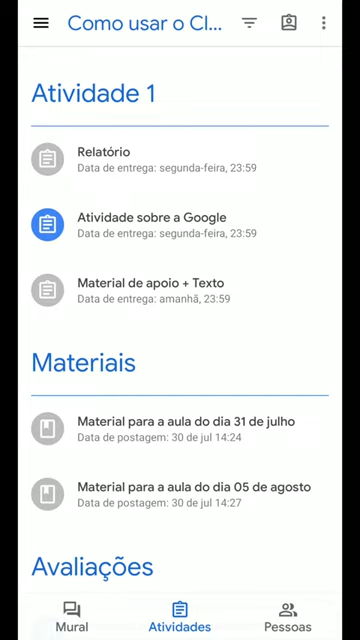 Como usar o Cl...
Atividade 1
Relatório
Data de entrega: segunda-feira, 23:59
Atividade sobre a Google
Data de entrega: segunda-feira, 23:59
Material de apoio + Texto
Data de entrega: amanhã, 23:59
Materiais
Material para a aula do dia 31 de julho
Data de postagem: 30 de jul 14:24
Material para a aula do dia 05 de agosto
Data de postagem: 30 de jul 14:27
Avaliações
Mural
Atividades
Pessoas